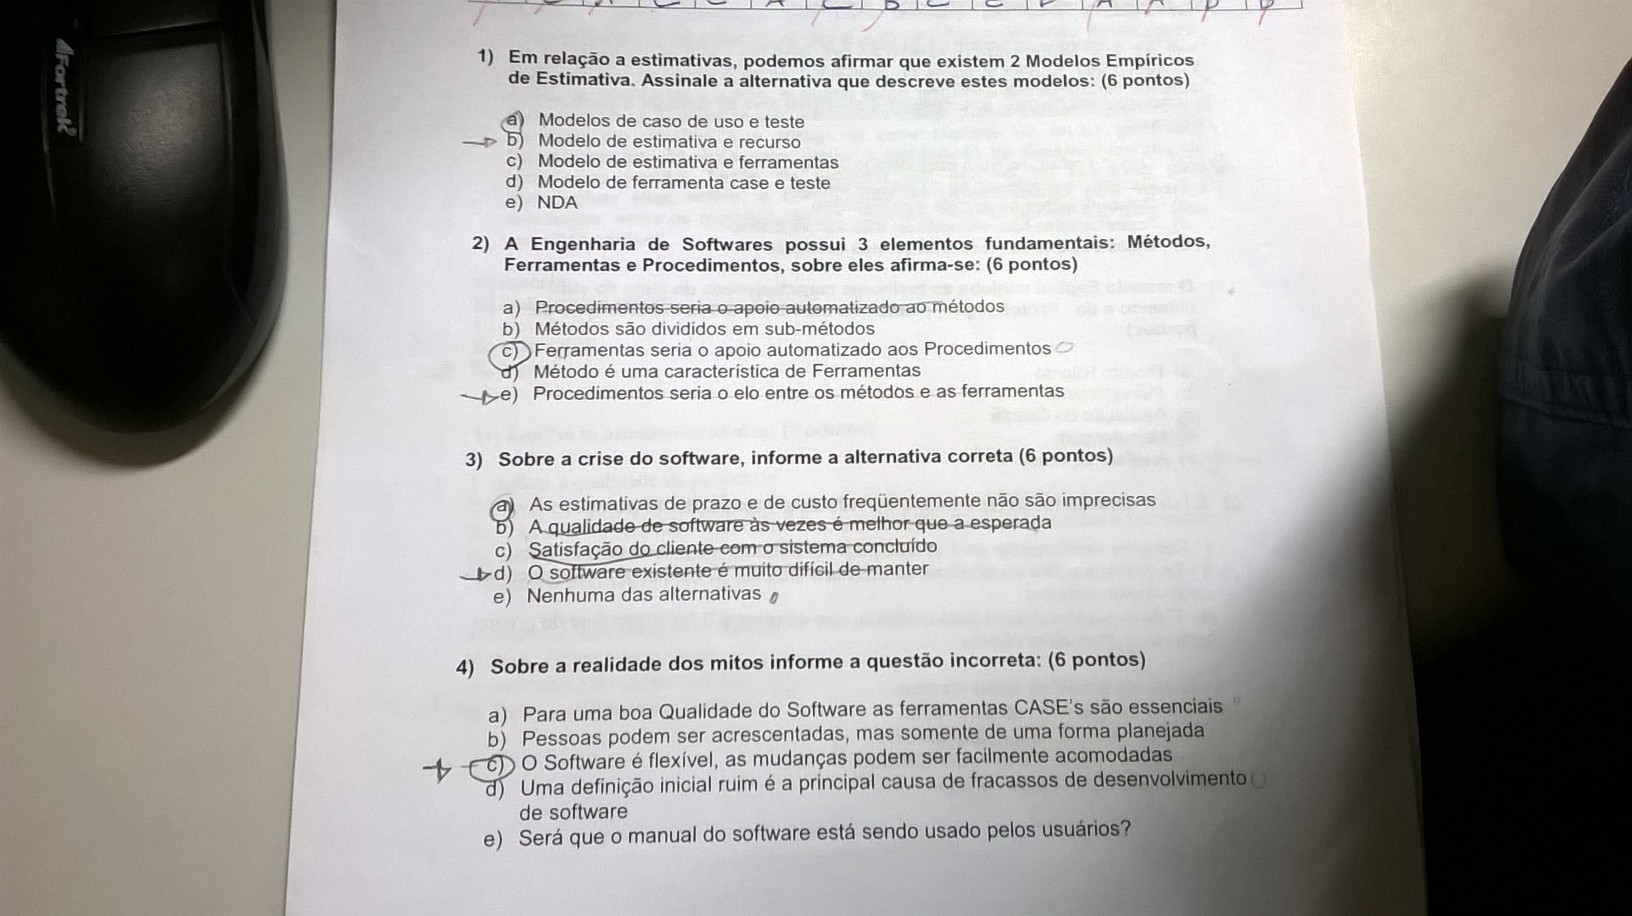 Fortrek
1) Em relação a estimativas, podemos afirmar que existem 2 Modelos Empíricos
de Estimativa. Assinale a alternativa que descreve estes modelos: (6 pontos)
a) Modelos de caso de uso e teste
b) Modelo de estimativa e recurso
c) Modelo de estimativa e ferramentas
d) Modelo de ferramenta case e teste
e) NDA
2) A Engenharia de Softwares possui 3 elementos fundamentais: Métodos,
Ferramentas e Procedimentos, sobre eles afirma-se: (6 pontos)
a) Procedimentos seria o apoio automatizado ao métodos
b) Métodos são divididos em sub-métodos
c) Ferramentas seria o apoio automatizado aos Procedimentos
d) Método é uma característica de Ferramentas
e) Procedimentos seria o elo entre os métodos e as ferramentas
3) Sobre a crise do software, informe a alternativa correta (6 pontos)
a) As estimativas de prazo e de custo freqüentemente não são imprecisas
b) A qualidade de software às vezes é melhor que a esperada
c) Satisfação do cliente com o sistema concluído
d) O software existente é muito difícil de manter
e) Nenhuma das alternativas
4) Sobre a realidade dos mitos informe a questão incorreta: (6 pontos)
a) Para uma boa Qualidade do Software as ferramentas CASE's são essenciais
b) Pessoas podem ser acrescentadas, mas somente de uma forma planejada
c) O Software é flexível, as mudanças podem ser facilmente acomodadas
d) Uma definição inicial ruim é a principal causa de fracassos de desenvolvimento
de software
e) Será que o manual do software está sendo usado pelos usuários?